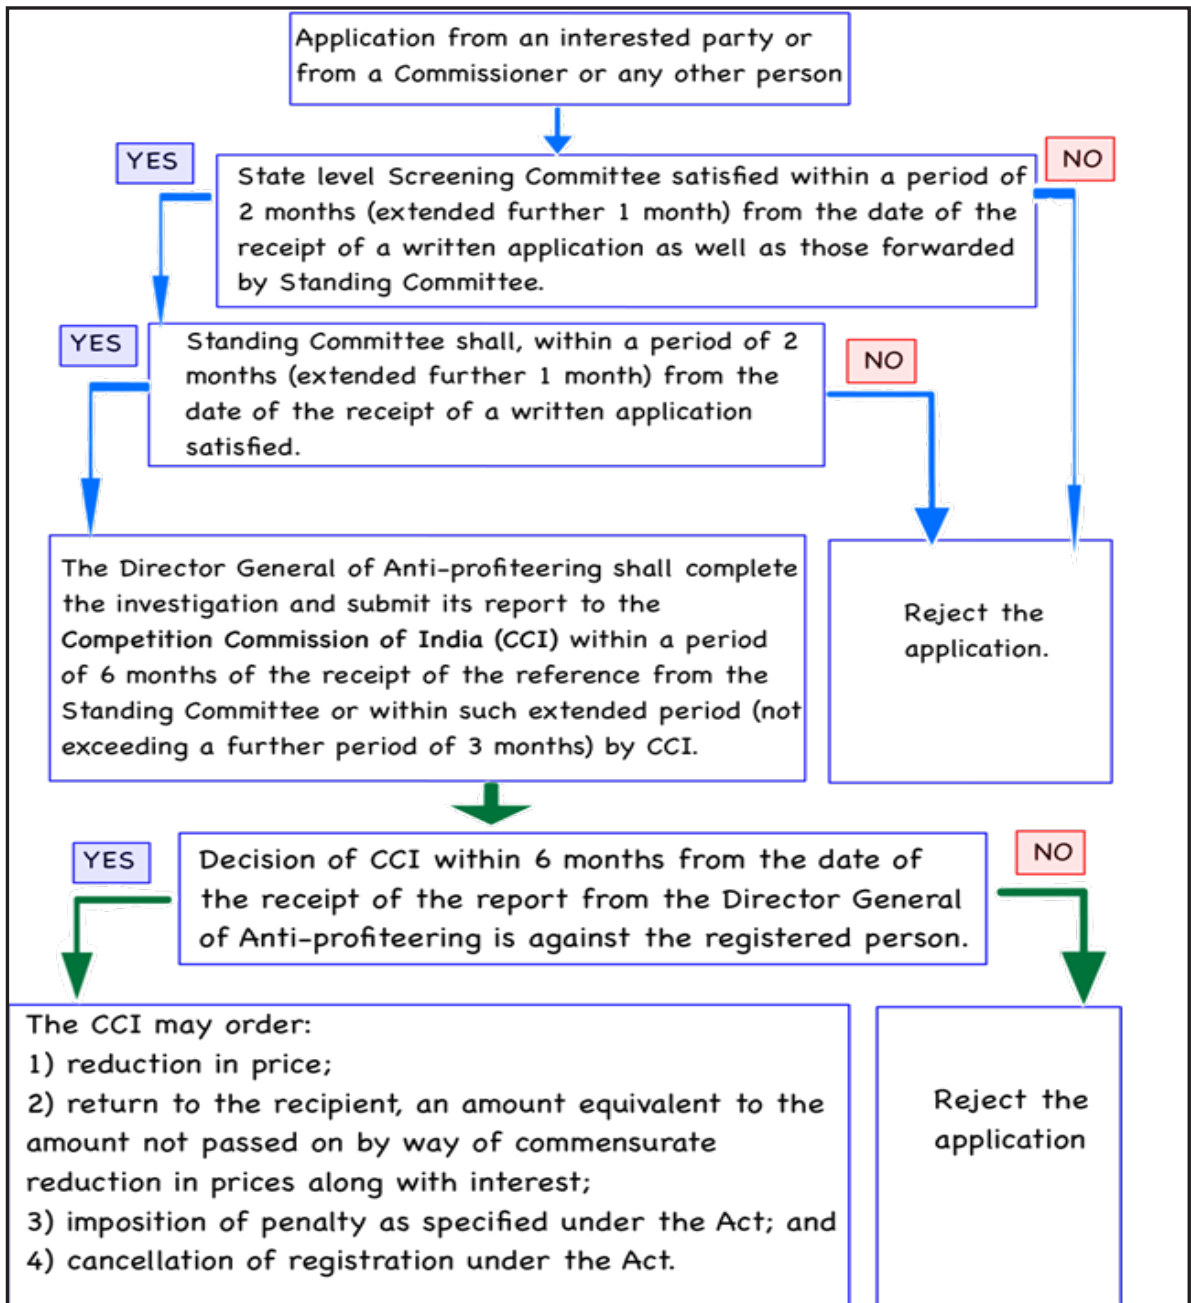 Application from an interested party or
from a Commissioner or any other person
YES
NO
State level Screening Committee satisfied within a period of
2 months (extended further 1 month) from the date of the
receipt of a written application as well as those forwarded
by Standing Committee.
YES
Standing Committee shall, within a period of 2
months (extended further 1 month) from the
date of the receipt of a written application
satisfied.
NO
The Director General of Anti-profiteering shall complete
the investigation and submit its report to the
Competition Commission of India (CCI) within a period
of 6 months of the receipt of the reference from the
Standing Committee or within such extended period (not
exceeding a further period of 3 months) by CCI.
Reject the
application.
YES
NO
Decision of CCI within 6 months from the date of
the receipt of the report from the Director General
of Anti-profiteering is against the registered person.
The CCI may order:
1) reduction in price;
2) return to the recipient, an amount equivalent to the
amount not passed on by way of commensurate
reduction in prices along with interest;
3) imposition of penalty as specified under the Act; and
4) cancellation of registration under the Act.
Reject the
application